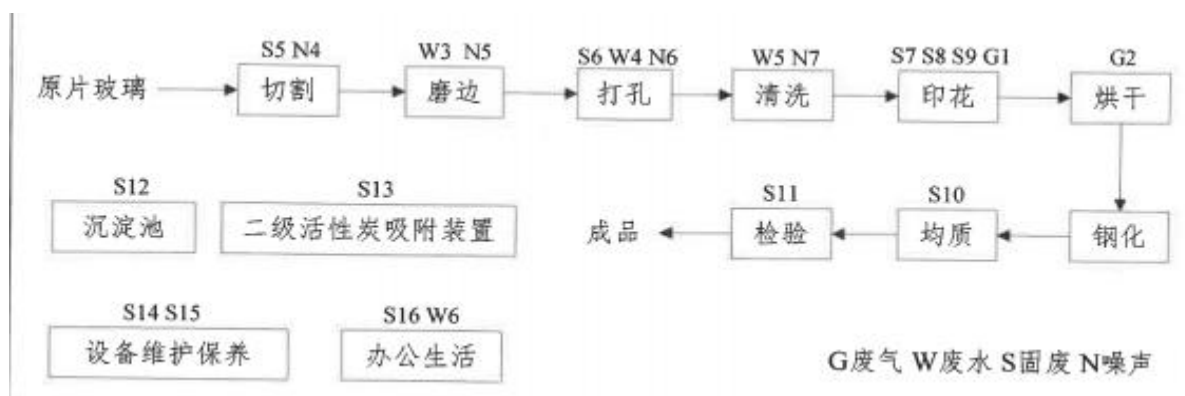 S5 N4
W3 N5
S6 W4 N6
W5 N7
S7 S8 S9 G1
G2
原片玻璃
切割
磨边
打孔
清洗
印花
烘干
S12
S13
S11
S10
沉淀池
二级活性炭吸附装置
成品
检验
均质
钢化
S14 S15
S16 W6
设备维护保养
办公生活
G废气 W废水 S固废 N噪声